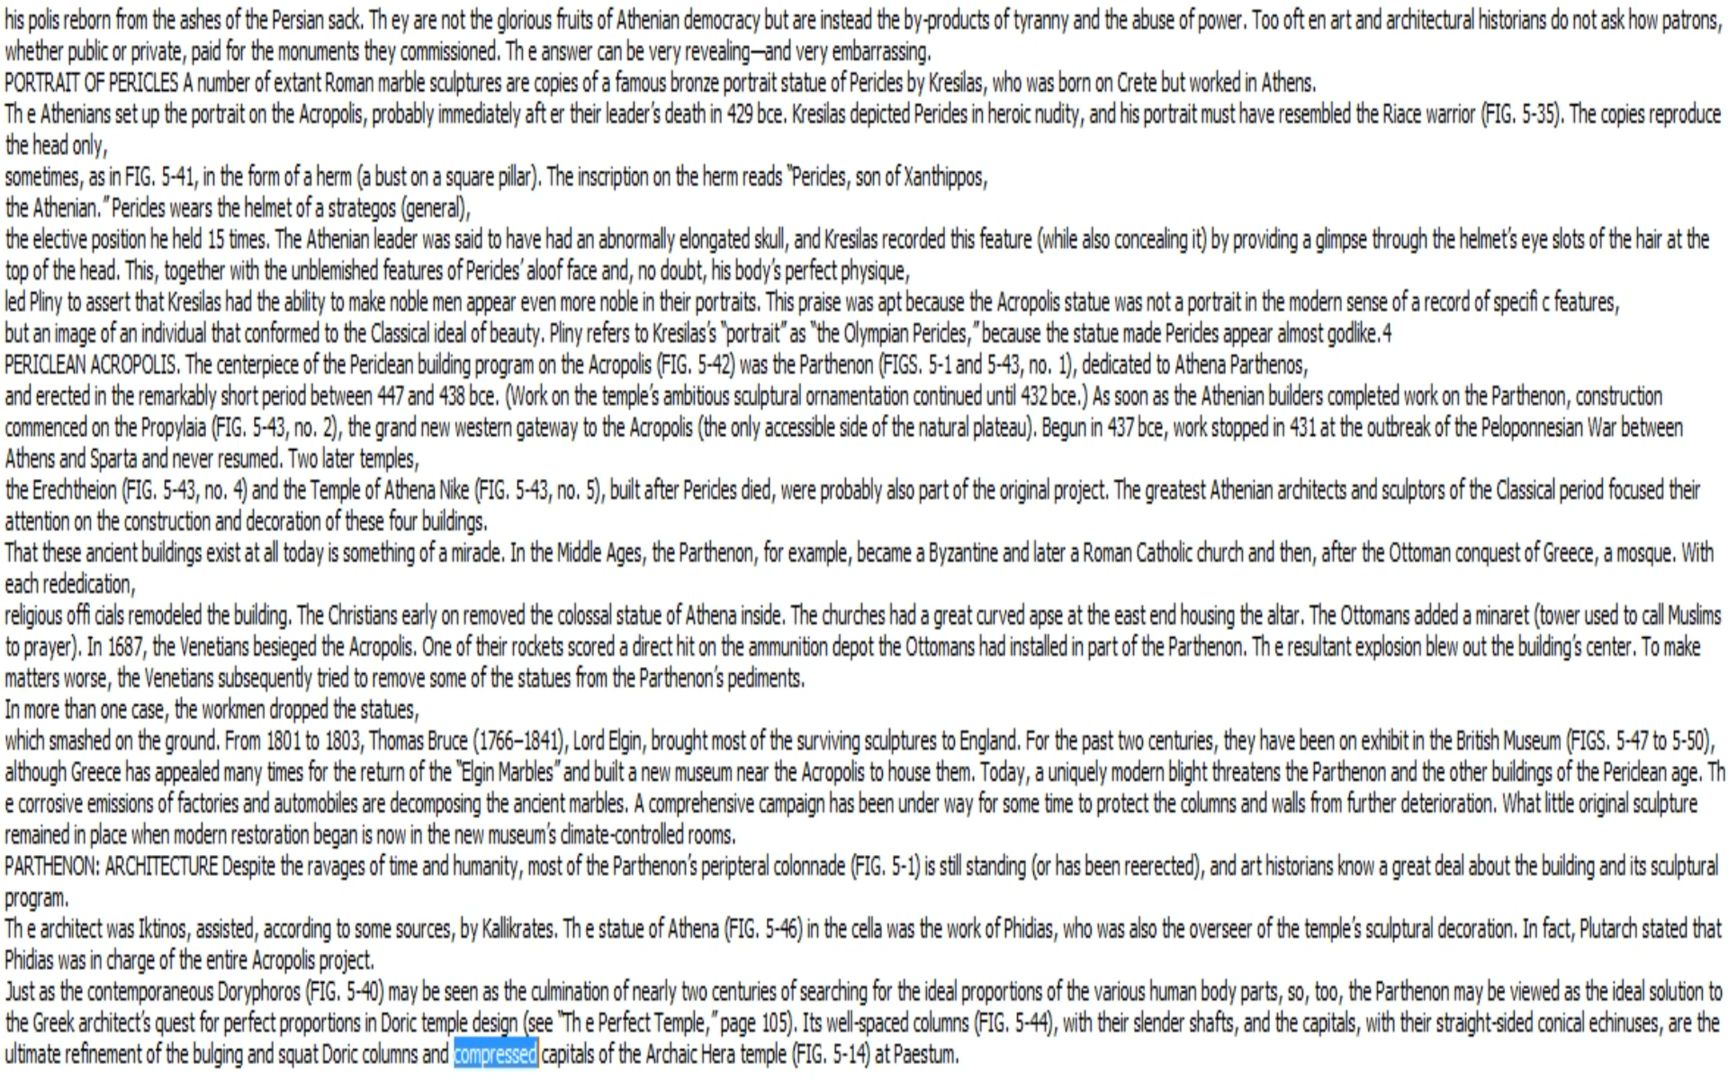 his polis reborn from the ashes of the Persian sack. Th ey are not the glorious fruits of Athenian democracy but are instead the by-products of tyranny and the abuse of power. Too oft en art and architectural historians do not ask how patrons,
whether public or private, paid for the monuments they commissioned. Th e answer can be very revealing—and very embarrassing.
PORTRAIT OF PERICLES A number of extant Roman marble sculptures are copies of a famous bronze portrait statue of Pericles by Kresilas, who was born on Crete but worked in Athens.
Th e Athenians set up the portrait on the Acropolis, probably immediately aft er their leader's death in 429 bce. Kresilas depicted Pericles in heroic nudity, and his portrait must have resembled the Riace warrior (FIG. 5-35). The copies reproduce
the head only,
sometimes, as in FIG. 5-41, in the form of a herm (a bust on a square pillar). The inscription on the herm reads "Pericles, son of Xanthippos,
the Athenian." Pericles wears the helmet of a strategos (general),
the elective position he held 15 times. The Athenian leader was said to have had an abnormally elongated skull, and Kresilas recorded this feature (while also concealing it) by providing a glimpse through the helmet's eye slots of the hair at the
top of the head. This, together with the unblemished features of Pericles' aloof face and, no doubt, his body's perfect physique,
led Pliny to assert that Kresilas had the ability to make noble men appear even more noble in their portraits. This praise was apt because the Acropolis statue was not a portrait in the modern sense of a record of specifi c features,
but an image of an individual that conformed to the Classical ideal of beauty. Pliny refers to Kresilas's "portrait" as "the Olympian Pericles," because the statue made Pericles appear almost godlike.4
PERICLEAN ACROPOLIS. The centerpiece of the Periclean building program on the Acropolis (FIG. 5-42) was the Parthenon (FIGS. 5-1 and 5-43, no. 1), dedicated to Athena Parthenos,
and erected in the remarkably short period between 447 and 438 bce. (Work on the temple's ambitious sculptural ornamentation continued until 432 bce.) As soon as the Athenian builders completed work on the Parthenon, construction
commenced on the Propylaia (FIG. 5-43, no. 2), the grand new western gateway to the Acropolis (the only accessible side of the natural plateau). Begun in 437 bce, work stopped in 431 at the outbreak of the Peloponnesian War between
Athens and Sparta and never resumed. Two later temples,
the Erechtheion (FIG. 5-43, no. 4) and the Temple of Athena Nike (FIG. 5-43, no. 5), built after Pericles died, were probably also part of the original project. The greatest Athenian architects and sculptors of the Classical period focused their
attention on the construction and decoration of these four buildings.
That these ancient buildings exist at all today is something of a miracle. In the Middle Ages, the Parthenon, for example, became a Byzantine and later a Roman Catholic church and then, after the Ottoman conquest of Greece, a mosque. With
each rededication,
religious offi cials remodeled the building. The Christians early on removed the colossal statue of Athena inside. The churches had a great curved apse at the east end housing the altar. The Ottomans added a minaret (tower used to call Muslims
to prayer). In 1687, the Venetians besieged the Acropolis. One of their rockets scored a direct hit on the ammunition depot the Ottomans had installed in part of the Parthenon. Th e resultant explosion blew out the building's center. To make
matters worse, the Venetians subsequently tried to remove some of the statues from the Parthenon's pediments.
In more than one case, the workmen dropped the statues,
which smashed on the ground. From 1801 to 1803, Thomas Bruce (1766–1841), Lord Elgin, brought most of the surviving sculptures to England. For the past two centuries, they have been on exhibit in the British Museum (FIGS. 5-47 to 5-50),
although Greece has appealed many times for the return of the "Elgin Marbles" and built a new museum near the Acropolis to house them. Today, a uniquely modern blight threatens the Parthenon and the other buildings of the Periclean age. Th
e corrosive emissions of factories and automobiles are decomposing the ancient marbles. A comprehensive campaign has been under way for some time to protect the columns and walls from further deterioration. What little original sculpture
remained in place when modern restoration began is now in the new museum's climate-controlled rooms.
PARTHENON: ARCHITECTURE Despite the ravages of time and humanity, most of the Parthenon's peripteral colonnade (FIG. 5-1) is still standing (or has been reerected), and art historians know a great deal about the building and its sculptural
program.
Th e architect was Iktinos, assisted, according to some sources, by Kallikrates. Th e statue of Athena (FIG. 5-46) in the cella was the work of Phidias, who was also the overseer of the temple's sculptural decoration. In fact, Plutarch stated that
Phidias was in charge of the entire Acropolis project.
Just as the contemporaneous Doryphoros (FIG. 5-40) may be seen as the culmination of nearly two centuries of searching for the ideal proportions of the various human body parts, so, too, the Parthenon may be viewed as the ideal solution to
the Greek architect's quest for perfect proportions in Doric temple design (see "Th e Perfect Temple," page 105). Its well-spaced columns (FIG. 5-44), with their slender shafts, and the capitals, with their straight-sided conical echinuses, are the
ultimate refinement of the bulging and squat Doric columns and compressed capitals of the Archaic Hera temple (FIG. 5-14) at Paestum.